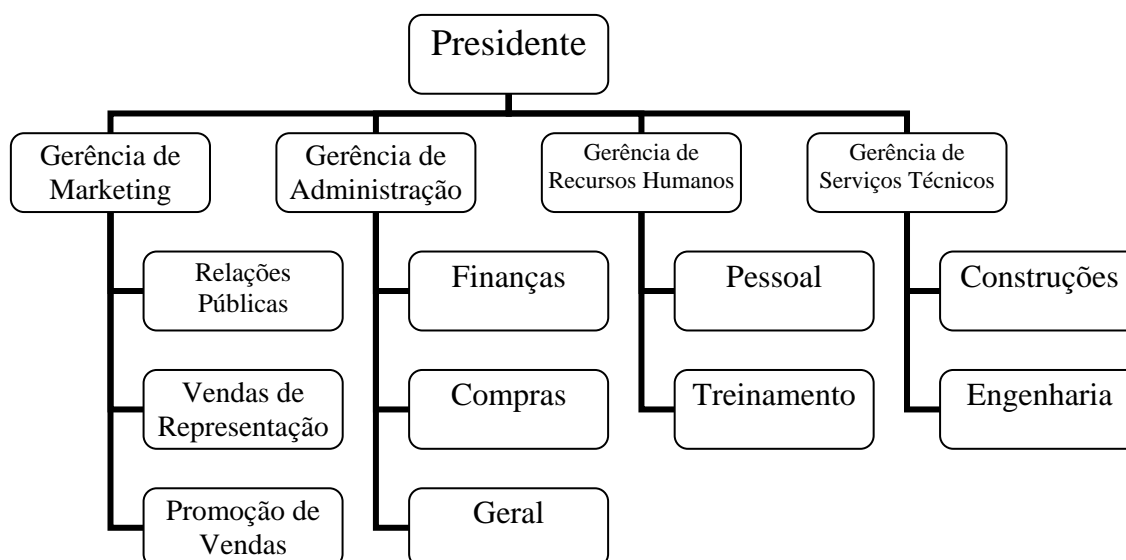 Presidente
Gerência de
Marketing
Gerência de
Administração
Gerência de
Recursos Humanos
Gerência de
Serviços Técnicos
Relações
Públicas
Finanças
Pessoal
Construções
Vendas de
Representação
Compras
Treinamento
Engenharia
Promoção de
Vendas
Geral